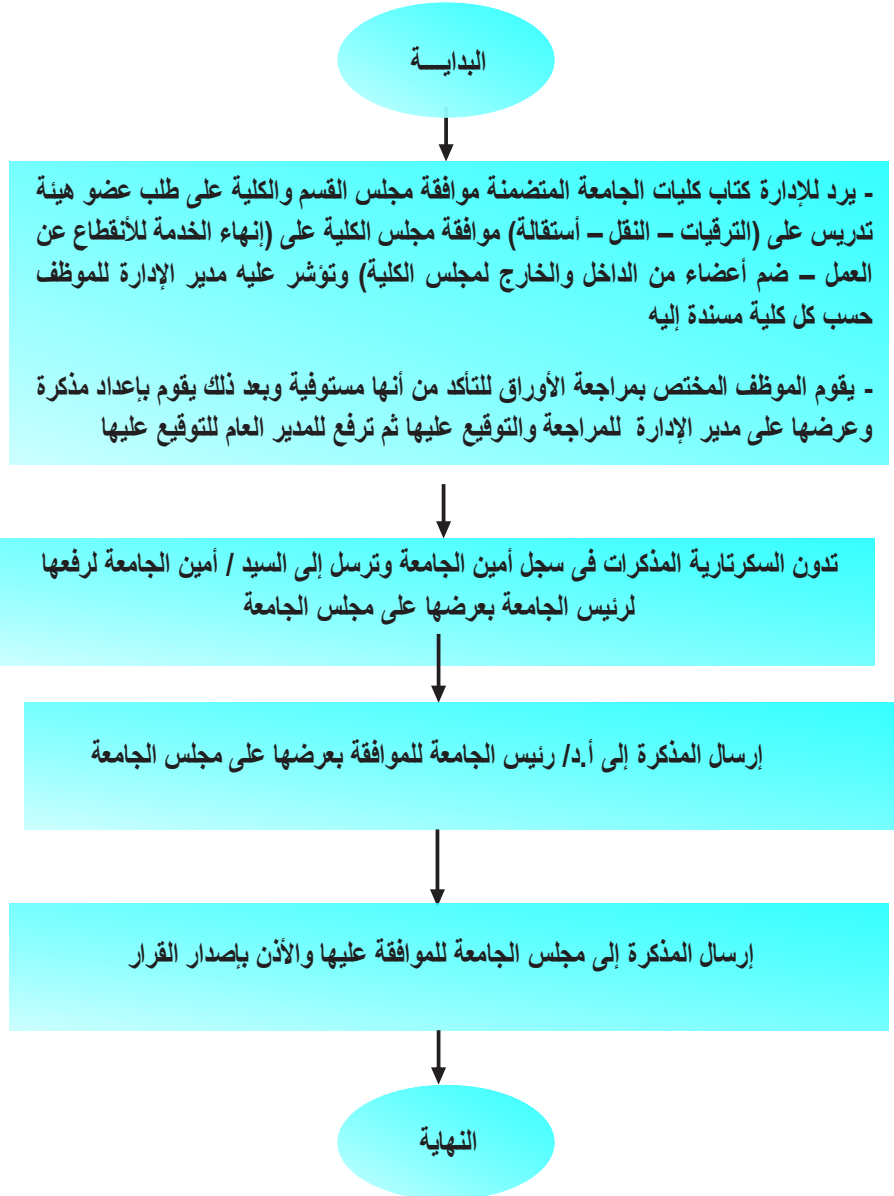 البدايـــة
- يرد للإدارة كتاب كليات الجامعة المتضمنة موافقة مجلس القسم والكلية على طلب عضو هيئة
تدريس على (الترقيات – النقل – أستقالة) موافقة مجلس الكلية على (إنهاء الخدمة للأنقطاع عن
العمل – ضم أعضاء من الداخل والخارج لمجلس الكلية) وتؤشر عليه مدير الإدارة للموظف
حسب كل كلية مسندة إليه
- يقوم الموظف المختص بمراجعة الأوراق للتأكد من أنها مستوفية وبعد ذلك يقوم بإعداد مذكرة
وعرضها على مدير الإدارة للمراجعة والتوقيع عليها ثم ترفع للمدير العام للتوقيع عليها
تدون السكرتارية المذكرات فى سجل أمين الجامعة وترسل إلى السيد / أمين الجامعة لرفعها
لرئيس الجامعة بعرضها على مجلس الجامعة
إرسال المذكرة إلى أ.د/ رئيس الجامعة للموافقة بعرضها على مجلس الجامعة
إرسال المذكرة إلى مجلس الجامعة للموافقة عليها والأذن بإصدار القرار
النهاية